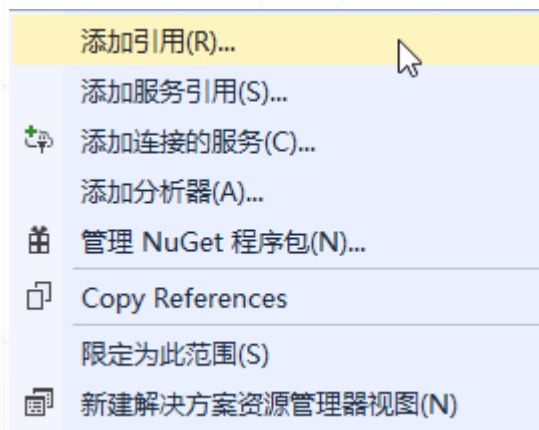 添加引用(R)...
添加服务引用(S)...
添加连接的服务(C)...
添加分析器(A)...
管理 NuGet 程序包(N)...
Copy References
限定为此范围(S)
新建解决方案资源管理器视图(N)